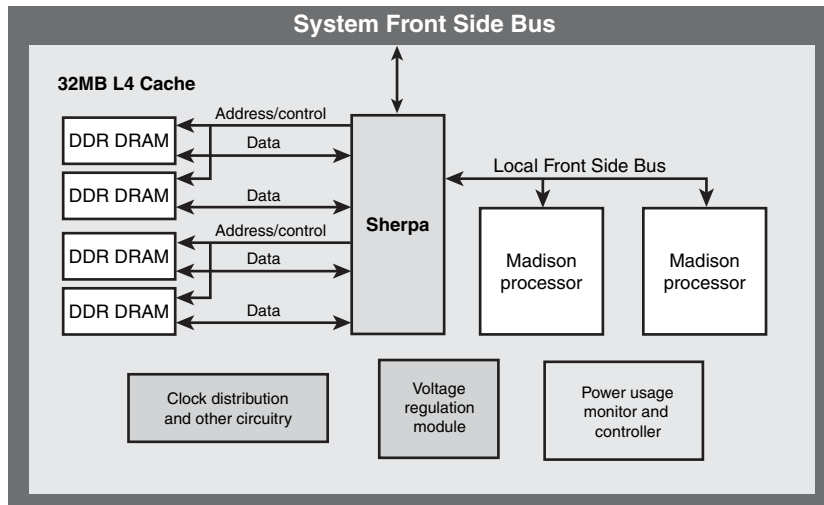 System Front Side Bus
32MB L4 Cache
Address/control
DDR DRAM
Data
DDR DRAM
Data
Address/control
DDR DRAM
Data
DDR DRAM
Data
Sherpa
Local Front Side Bus
Madison
processor
Madison
processor
Clock distribution
and other circuitry
Voltage
regulation
module
Power usage
monitor and
controller